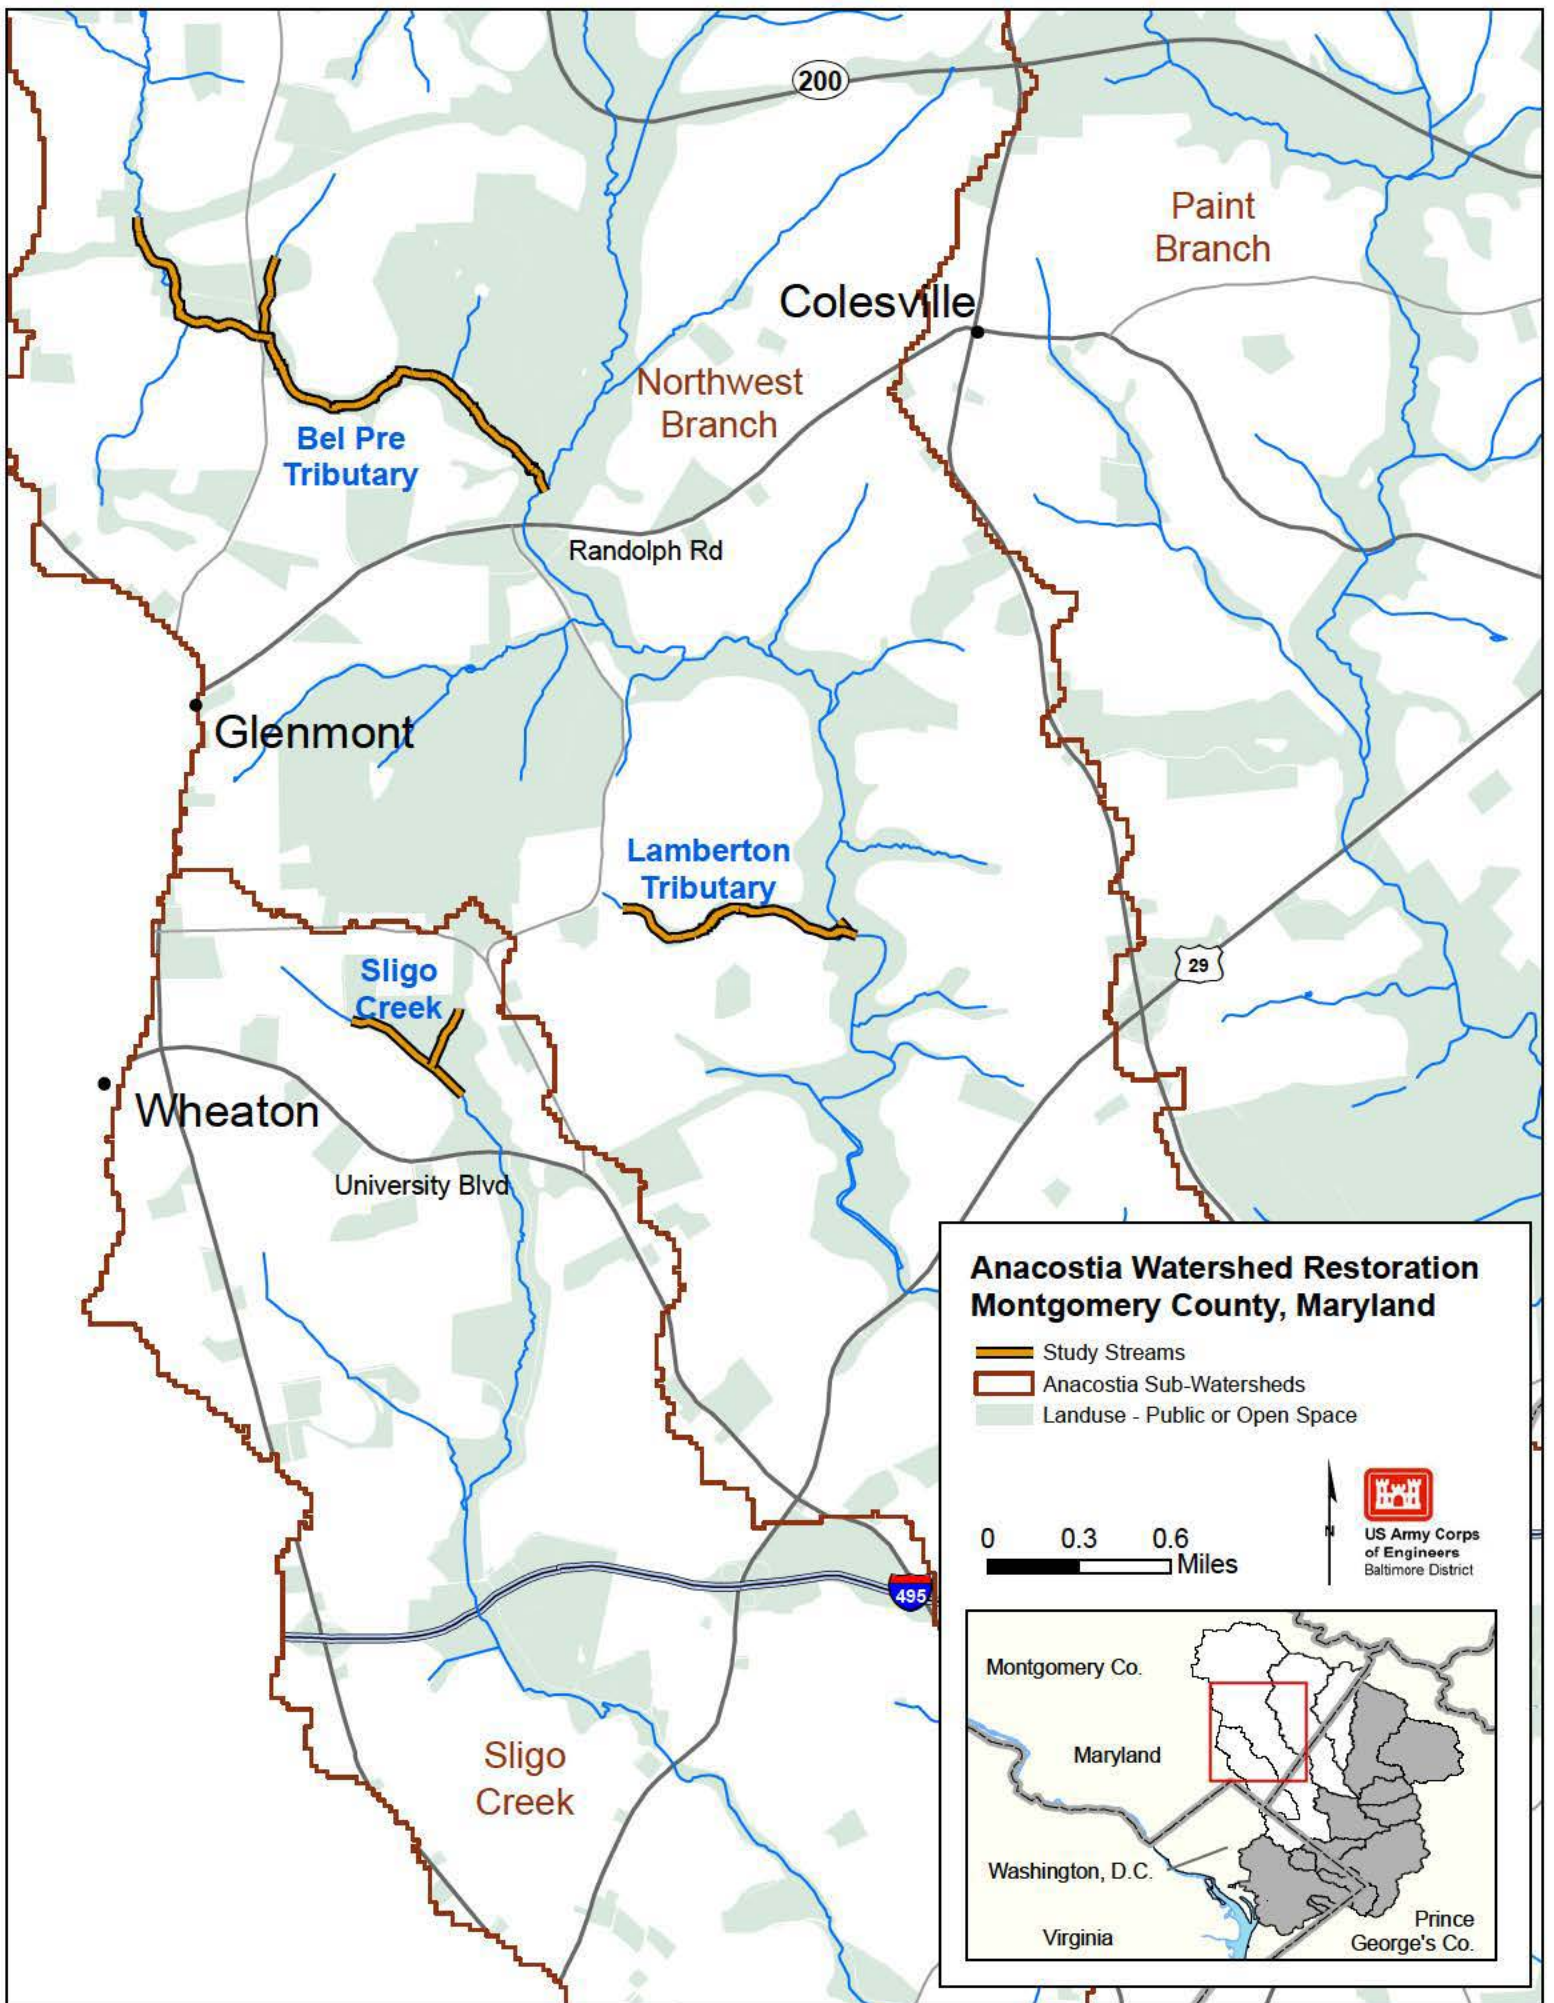 200
Paint
Branch
Colesville
Northwest
Branch
Bel Pre
Tributary
Randolph Rd
Glenmont
Lamberton
Tributary
29
Sligo
Creek
Wheaton
University Blvd
Anacostia Watershed Restoration
Montgomery County, Maryland
Study Streams
Anacostia Sub-Watersheds
Landuse - Public or Open Space
0 0.3 0.6
Miles
N
US Army Corps
of Engineers
Baltimore District
495
Sligo
Creek
Montgomery Co.
Maryland
Washington, D.C.
Virginia
Prince
George's Co.